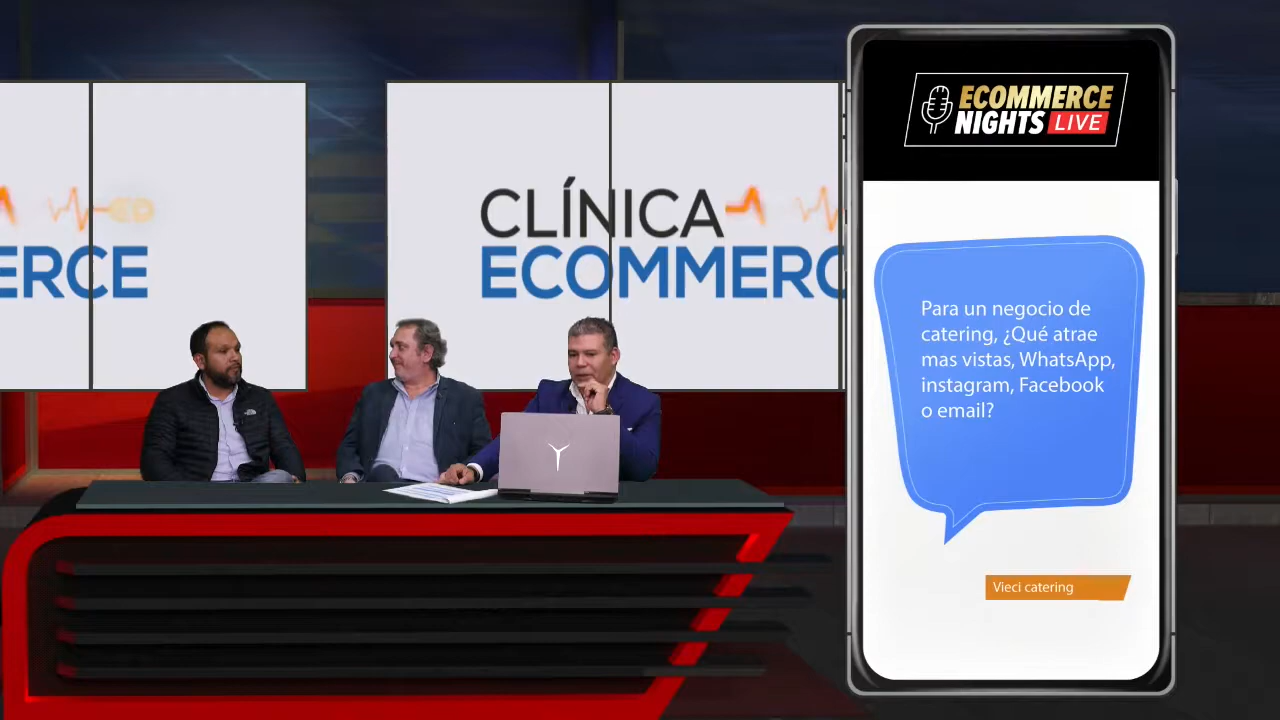 ERCE
CLÍNICA
ECOMMERC
ECOMMERCE
NIGHTS LIVE
Para un negocio de
catering, ¿Qué atrae
mas vistas, WhatsApp,
instagram, Facebook
o email?
Vieci catering